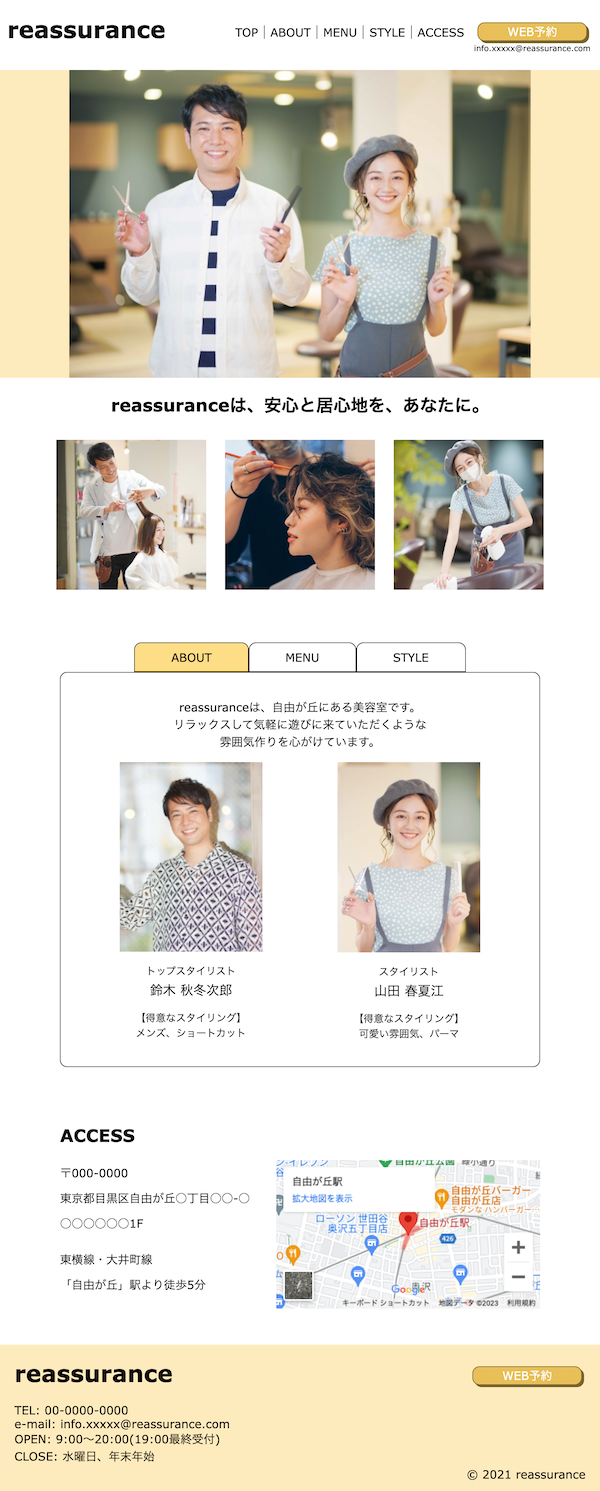 reassurance
TOP | ABOUT | MENU | STYLE | ACCESS
WEB予約
info.xxxxx@reassurance.com
reassuranceは、安心と居心地を、あなたに。
ABOUT
MENU
STYLE
reassuranceは、自由が丘にある美容室です。
リラックスして気軽に遊びに来ていただくような
雰囲気作りを心がけています。
トップスタイリスト
鈴木 秋冬次郎
【得意なスタイリング】
メンズ、ショートカット
スタイリスト
山田 春夏江
【得意なスタイリング】
可愛い雰囲気、パーマ
ACCESS
〒000-0000
東京都目黒区自由が丘〇丁目〇〇-〇
〇〇〇〇〇〇1F
東横線・大井町線
「自由が丘」駅より徒歩5分
自由が丘公園
緑小通り
自由が丘駅
拡大地図を表示
自由が丘バーガー
自由が丘店
モダンな ハンバーガー...
ローソン 世田谷
奥沢五丁目店
自由が丘駅
426
+
−
奥沢
Google
キーボード ショートカット
地図データ ©2023
利用規約
reassurance
WEB予約
TEL: 00-0000-0000
e-mail: info.xxxxx@reassurance.com
OPEN: 9:00〜20:00(19:00最終受付)
CLOSE: 水曜日、年末年始
© 2021 reassurance